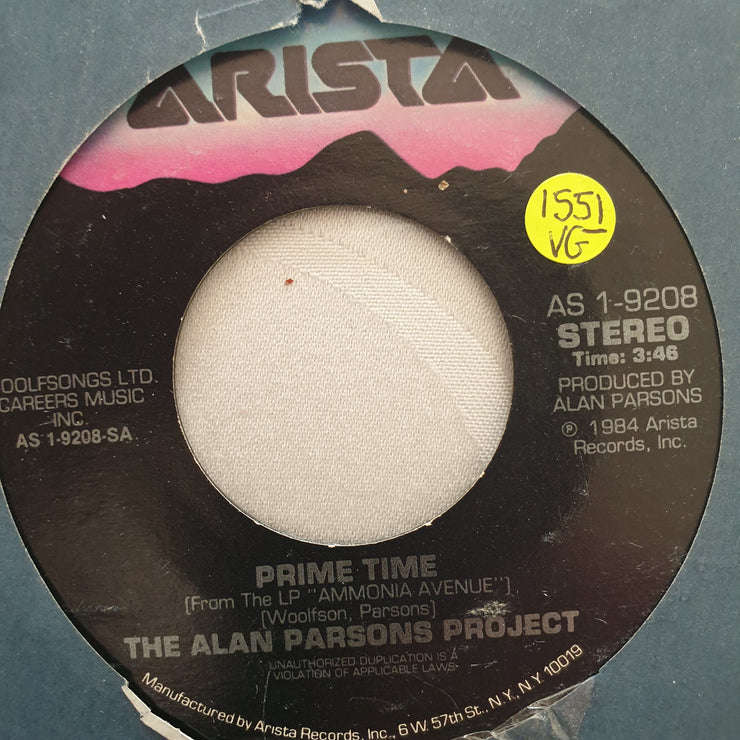 ARISTA
1551
VG-
AS 1-9208
STEREO
Time: 3:46
PRODUCED BY
ALAN PARSONS
℗ 1984 Arista
Records, Inc.
OOLFSONGS LTD.
CAREERS MUSIC
INC.
AS 1-9208-SA
PRIME TIME
(From The LP "AMMONIA AVENUE")
(Woolfson, Parsons)
THE ALAN PARSONS PROJECT
UNAUTHORIZED DUPLICATION IS A
VIOLATION OF APPLICABLE LAWS
Manufactured by Arista Records, Inc., 6 W. 57th St., N.Y. N.Y. 10019